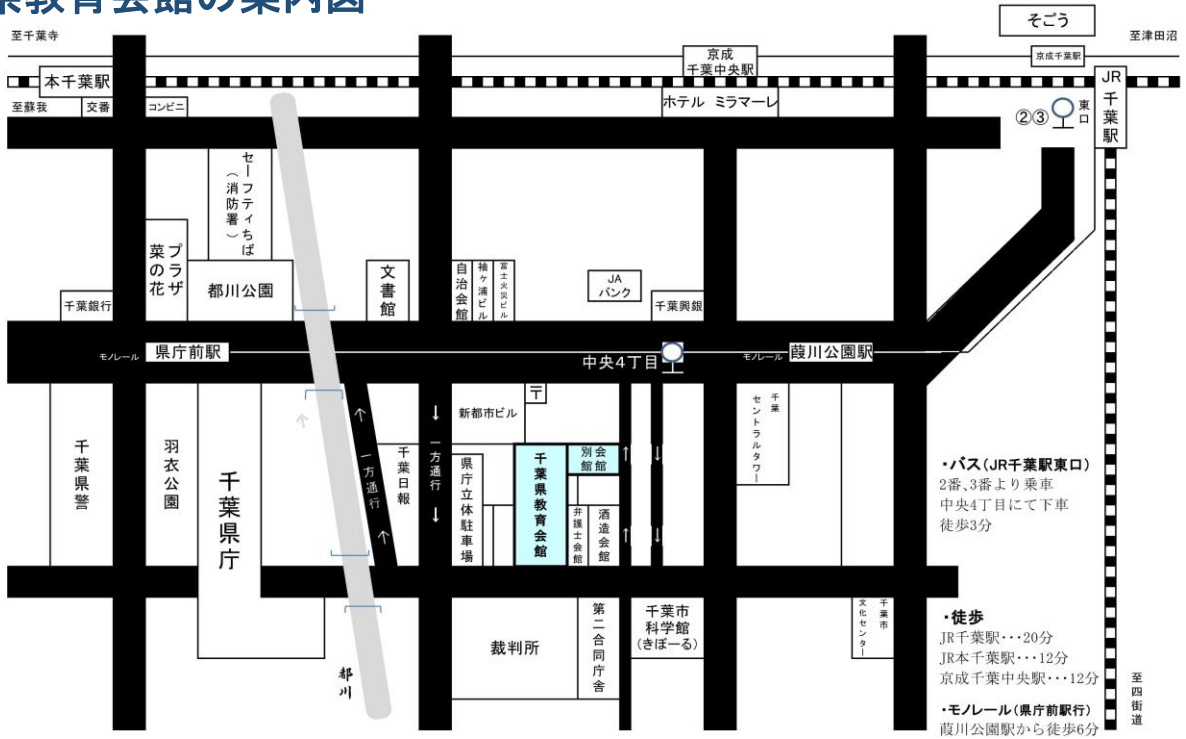 葉教育会館の案内図
そごう
至千葉寺
至津田沼
京成
千葉中央駅
京成千葉駅
本千葉駅
JR
千葉駅
至蘇我
交番
コンビニ
ホテル ミラマーレ
②③
東口
セーフティちば
(消防署)
プラザ
菜の花
都川公園
文書館
自治会館
袖ヶ浦ビル
富士火災ビル
JA
バンク
千葉銀行
千葉興銀
モノレール
県庁前駅
中央4丁目
モノレール
葭川公園駅
〒
新都市ビル
千葉
セントラルタワー
↑
↑
一方通行
↑
↓
一方通行
↓
千葉県警
羽衣公園
千葉県庁
千葉日報
県庁立体駐車場
千葉県教育会館
会館
別館
弁護士会館
酒造会館
↑
↓
↑
↓
・バス(JR千葉駅東口)
2番、3番より乗車
中央4丁目にて下車
徒歩3分
裁判所
第二合同庁舎
千葉市
科学館
(きぼーる)
千葉市
文化センター
都川
・徒歩
JR千葉駅・・・20分
JR本千葉駅・・・12分
京成千葉中央駅・・・12分
・モノレール(県庁前駅行)
葭川公園駅から徒歩6分
至四街道